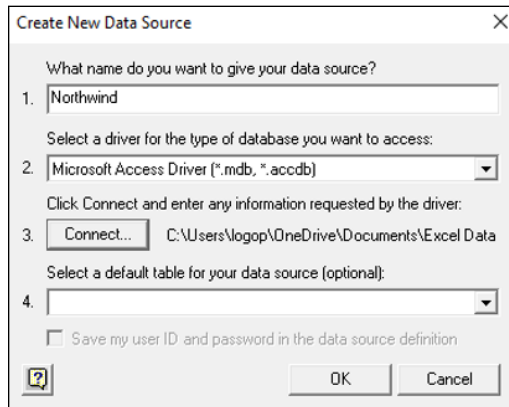 Create New Data Source
What name do you want to give your data source?
1. Northwind
Select a driver for the type of database you want to access:
2. Microsoft Access Driver (*.mdb, *.accdb)
Click Connect and enter any information requested by the driver:
3. Connect... C:\Users\logop\OneDrive\Documents\Excel Data
Select a default table for your data source (optional):
4.
Save my user ID and password in the data source definition
OK Cancel